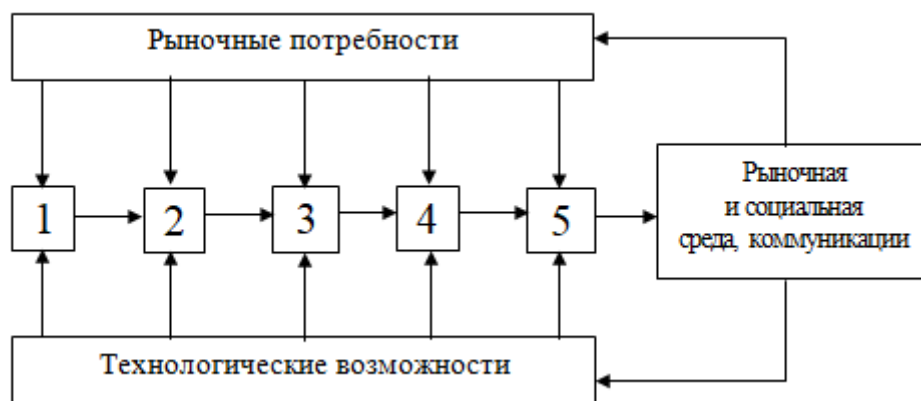 Рыночные потребности
1
2
3
4
5
Рыночная
и социальная
среда, коммуникации
Технологические возможности